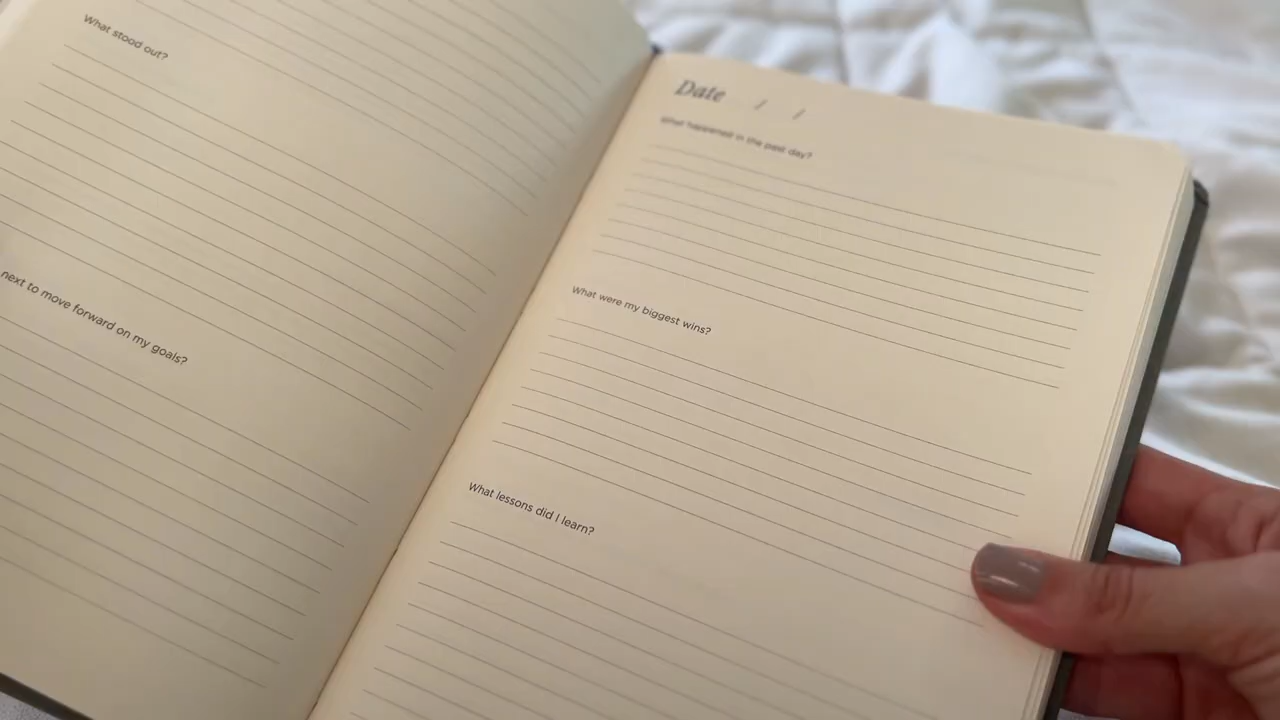 What stood out?
next to move forward on my goals?
Date / /
What happened in the past day?
What were my biggest wins?
What lessons did I learn?